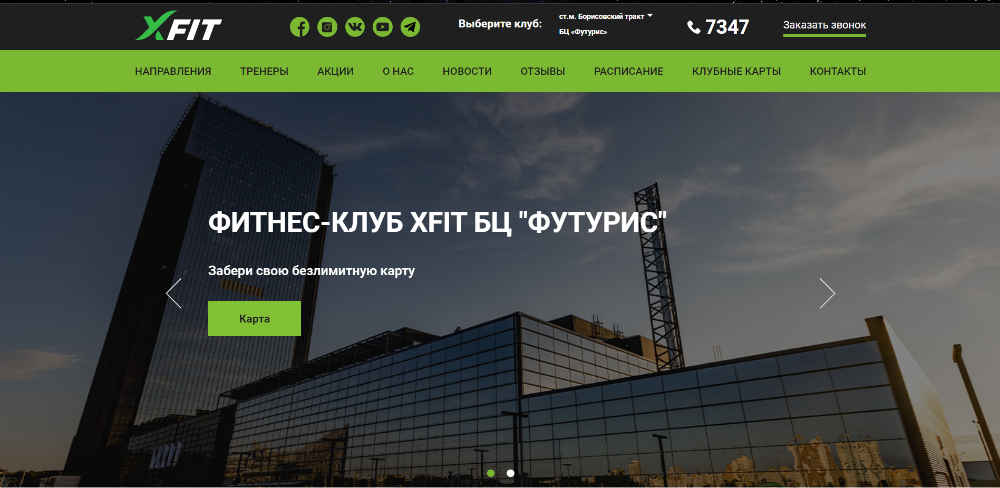 XFIT
Выберите клуб:
ст.м. Борисовский тракт
БЦ «Футурис»
7347
Заказать звонок
НАПРАВЛЕНИЯ
ТРЕНЕРЫ
АКЦИИ
О НАС
НОВОСТИ
ОТЗЫВЫ
РАСПИСАНИЕ
КЛУБНЫЕ КАРТЫ
КОНТАКТЫ
ФИТНЕС-КЛУБ XFIT БЦ "ФУТУРИС"
Забери свою безлимитную карту
Карта